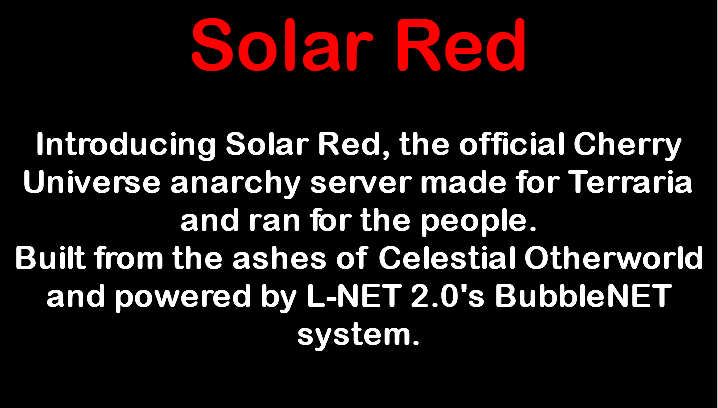 Solar Red
Introducing Solar Red, the official Cherry
Universe anarchy server made for Terraria
and ran for the people.
Built from the ashes of Celestial Otherworld
and powered by L-NET 2.0's BubbleNET
system.